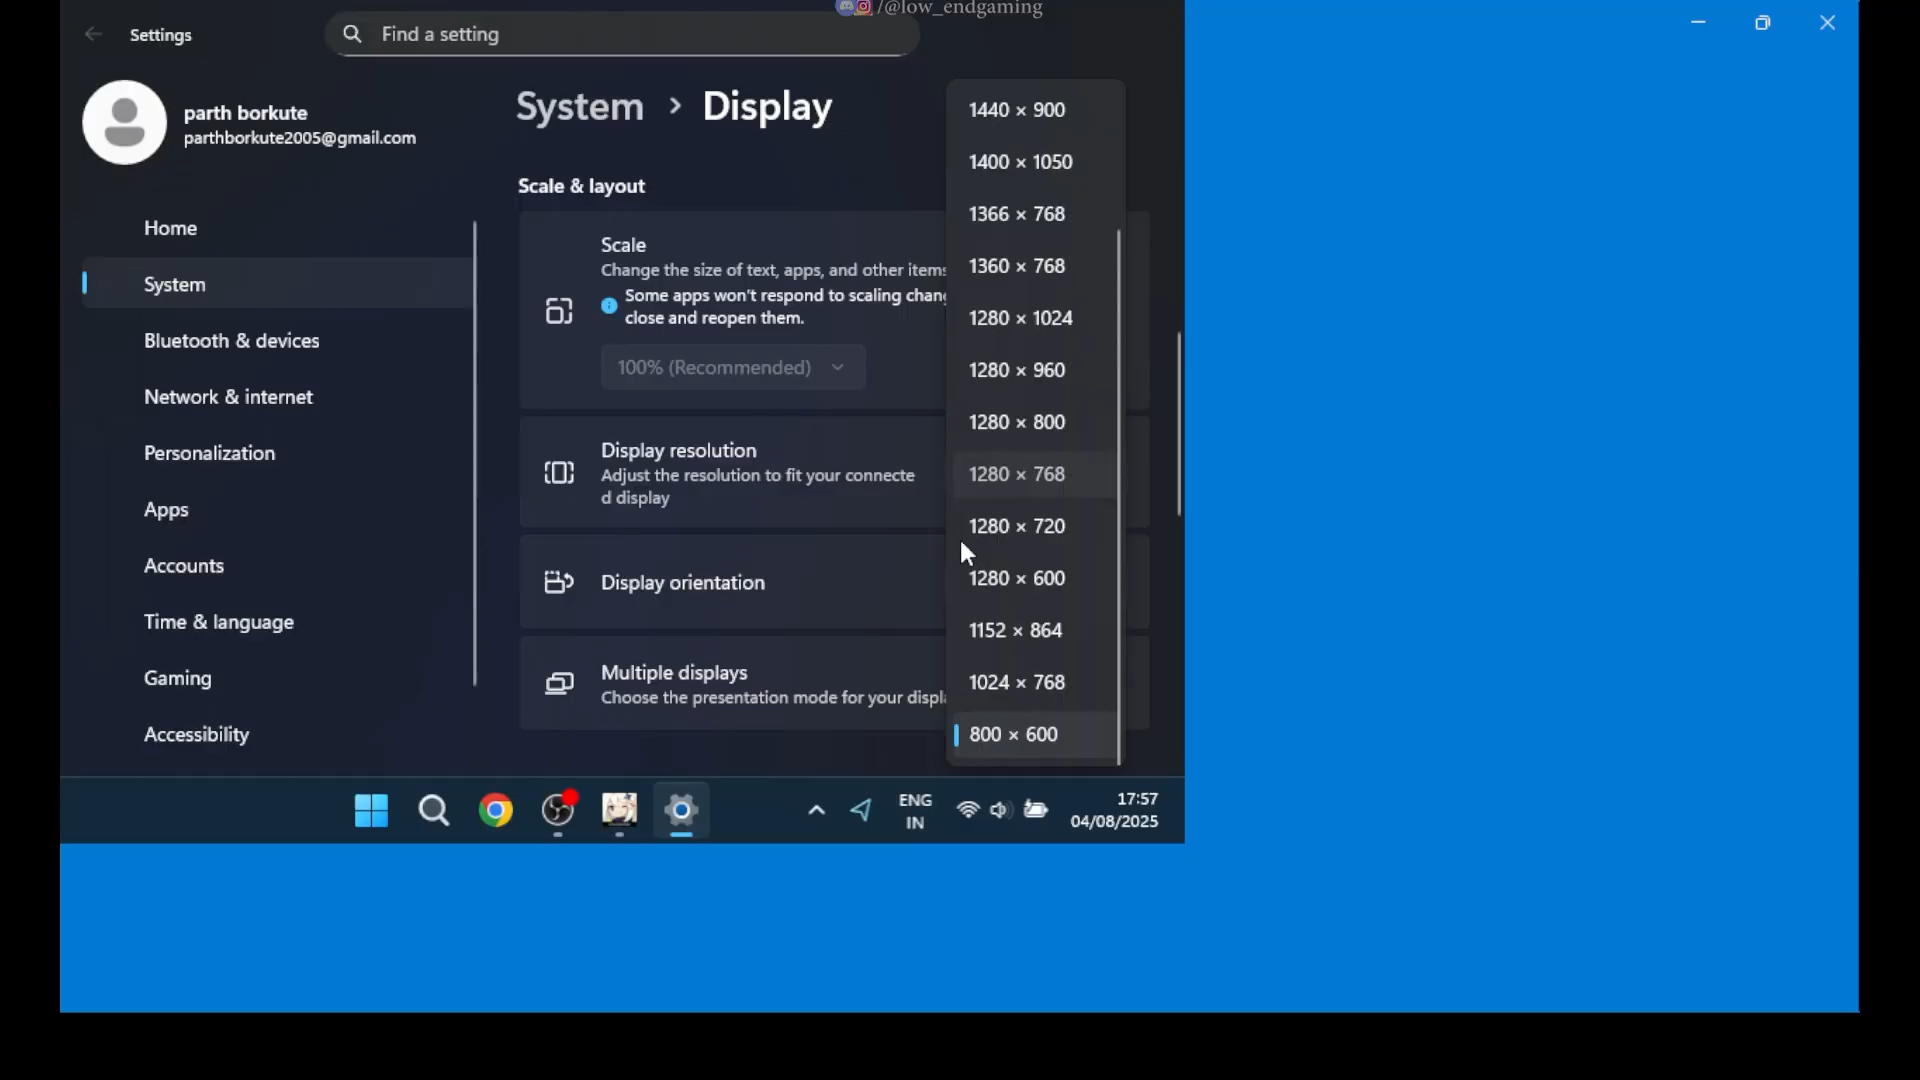 /@low_endgaming
Settings
Find a setting
parth borkute
parthborkute2005@gmail.com
Home
System
Bluetooth & devices
Network & internet
Personalization
Apps
Accounts
Time & language
Gaming
Accessibility
System > Display
Scale & layout
Scale
Change the size of text, apps, and other items
Some apps won't respond to scaling chan
close and reopen them.
100% (Recommended)
Display resolution
Adjust the resolution to fit your connecte
d display
Display orientation
Multiple displays
Choose the presentation mode for your displ
1440 × 900
1400 × 1050
1366 × 768
1360 × 768
1280 × 1024
1280 × 960
1280 × 800
1280 × 768
1280 × 720
1280 × 600
1152 × 864
1024 × 768
800 × 600
ENG
IN
17:57
04/08/2025